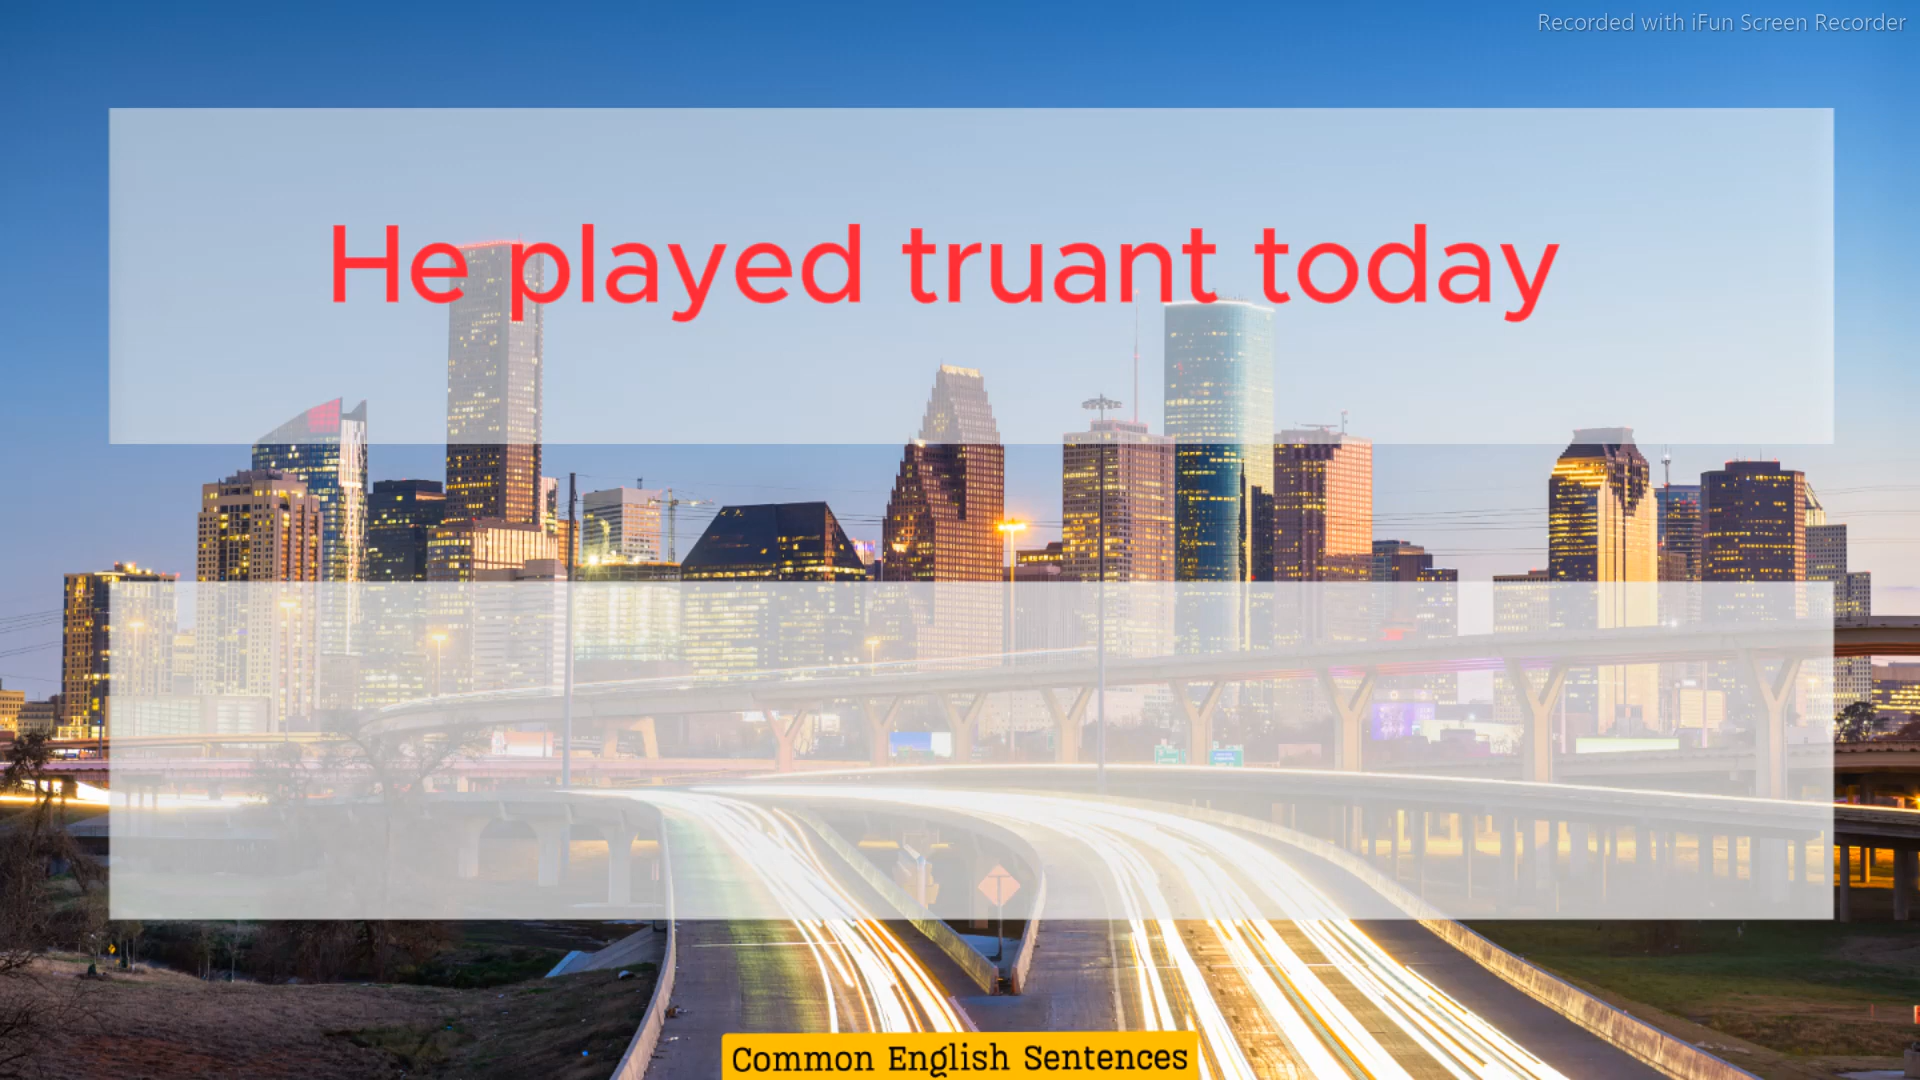 Recorded with iFun Screen Recorder
He played truant today
Common English Sentences